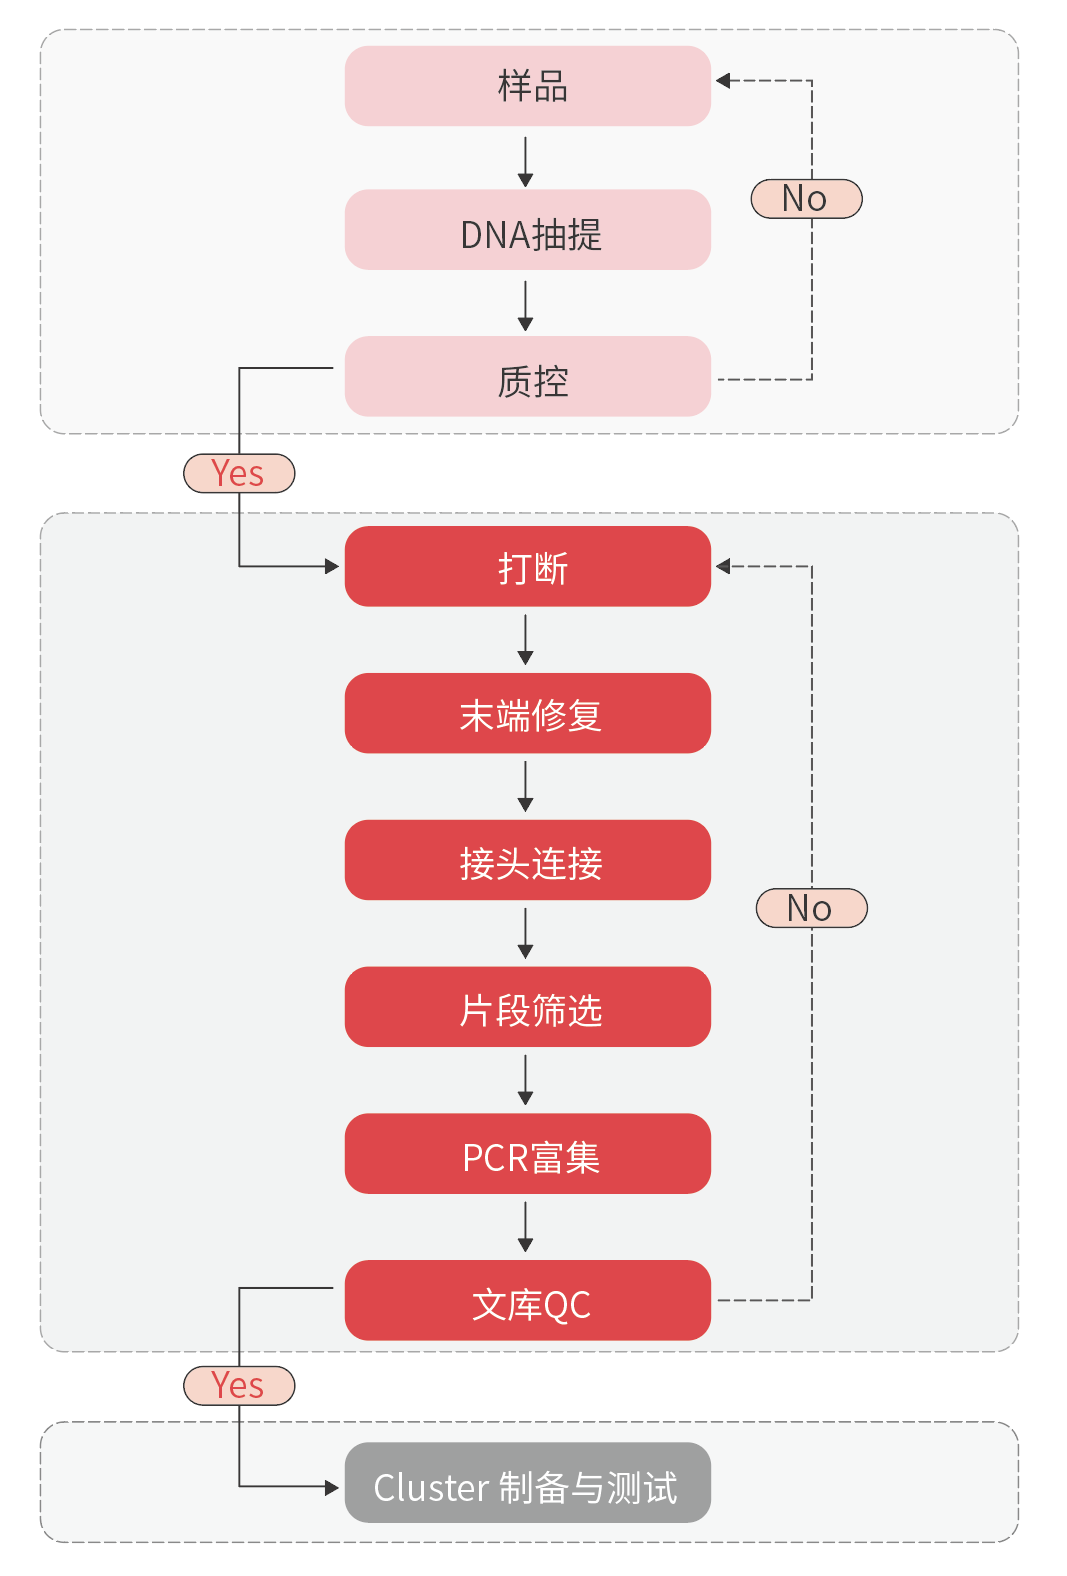 样品
No
DNA抽提
质控
Yes
打断
末端修复
接头连接
No
片段筛选
PCR富集
文库QC
Yes
Cluster 制备与测试